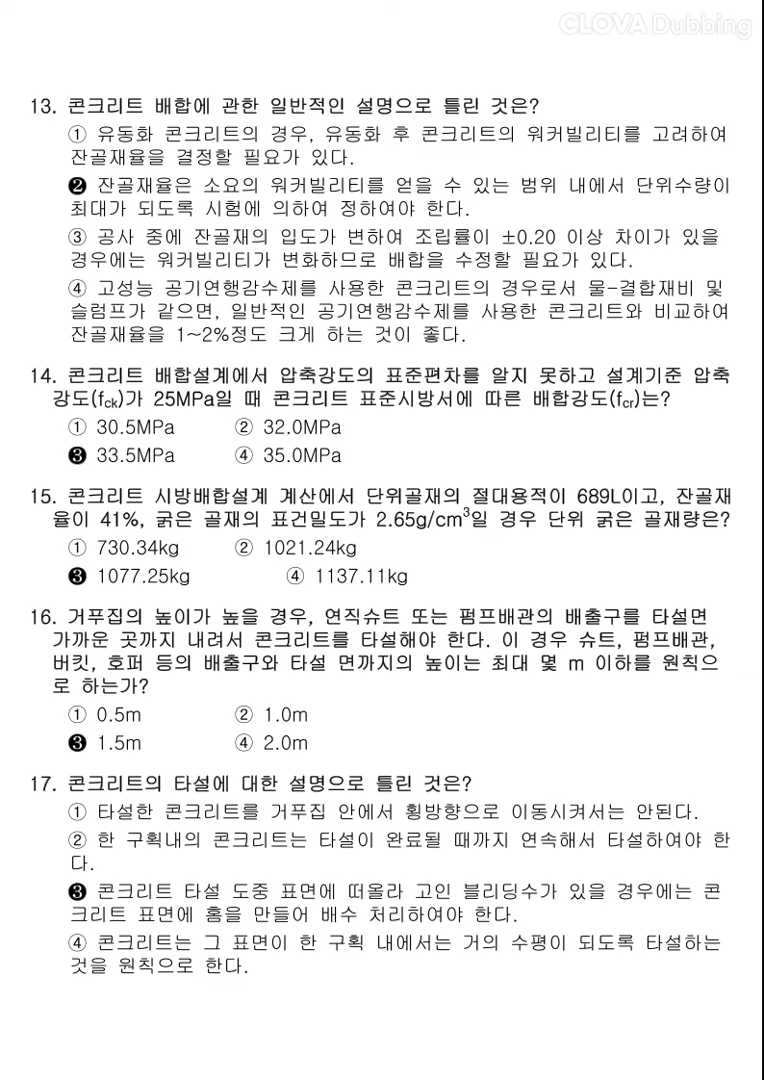 CLOVA Dubbing
13. 콘크리트 배합에 관한 일반적인 설명으로 틀린 것은?
① 유동화 콘크리트의 경우, 유동화 후 콘크리트의 워커빌리티를 고려하여
잔골재율을 결정할 필요가 있다.
❷ 잔골재율은 소요의 워커빌리티를 얻을 수 있는 범위 내에서 단위수량이
최대가 되도록 시험에 의하여 정하여야 한다.
③ 공사 중에 잔골재의 입도가 변하여 조립률이 ±0.20 이상 차이가 있을
경우에는 워커빌리티가 변화하므로 배합을 수정할 필요가 있다.
④ 고성능 공기연행감수제를 사용한 콘크리트의 경우로서 물-결합재비 및
슬럼프가 같으면, 일반적인 공기연행감수제를 사용한 콘크리트와 비교하여
잔골재율을 1~2%정도 크게 하는 것이 좋다.
14. 콘크리트 배합설계에서 압축강도의 표준편차를 알지 못하고 설계기준 압축
강도(fck)가 25MPa일 때 콘크리트 표준시방서에 따른 배합강도(fcr)는?
① 30.5MPa ② 32.0MPa
❸ 33.5MPa ④ 35.0MPa
15. 콘크리트 시방배합설계 계산에서 단위골재의 절대용적이 689L이고, 잔골재
율이 41%, 굵은 골재의 표건밀도가 2.65g/cm³일 경우 단위 굵은 골재량은?
① 730.34kg ② 1021.24kg
❸ 1077.25kg ④ 1137.11kg
16. 거푸집의 높이가 높을 경우, 연직슈트 또는 펌프배관의 배출구를 타설면
가까운 곳까지 내려서 콘크리트를 타설해야 한다. 이 경우 슈트, 펌프배관,
버킷, 호퍼 등의 배출구와 타설 면까지의 높이는 최대 몇 m 이하를 원칙으
로 하는가?
① 0.5m ② 1.0m
❸ 1.5m ④ 2.0m
17. 콘크리트의 타설에 대한 설명으로 틀린 것은?
① 타설한 콘크리트를 거푸집 안에서 횡방향으로 이동시켜서는 안된다.
② 한 구획내의 콘크리트는 타설이 완료될 때까지 연속해서 타설하여야 한
다.
❸ 콘크리트 타설 도중 표면에 떠올라 고인 블리딩수가 있을 경우에는 콘
크리트 표면에 홈을 만들어 배수 처리하여야 한다.
④ 콘크리트는 그 표면이 한 구획 내에서는 거의 수평이 되도록 타설하는
것을 원칙으로 한다.